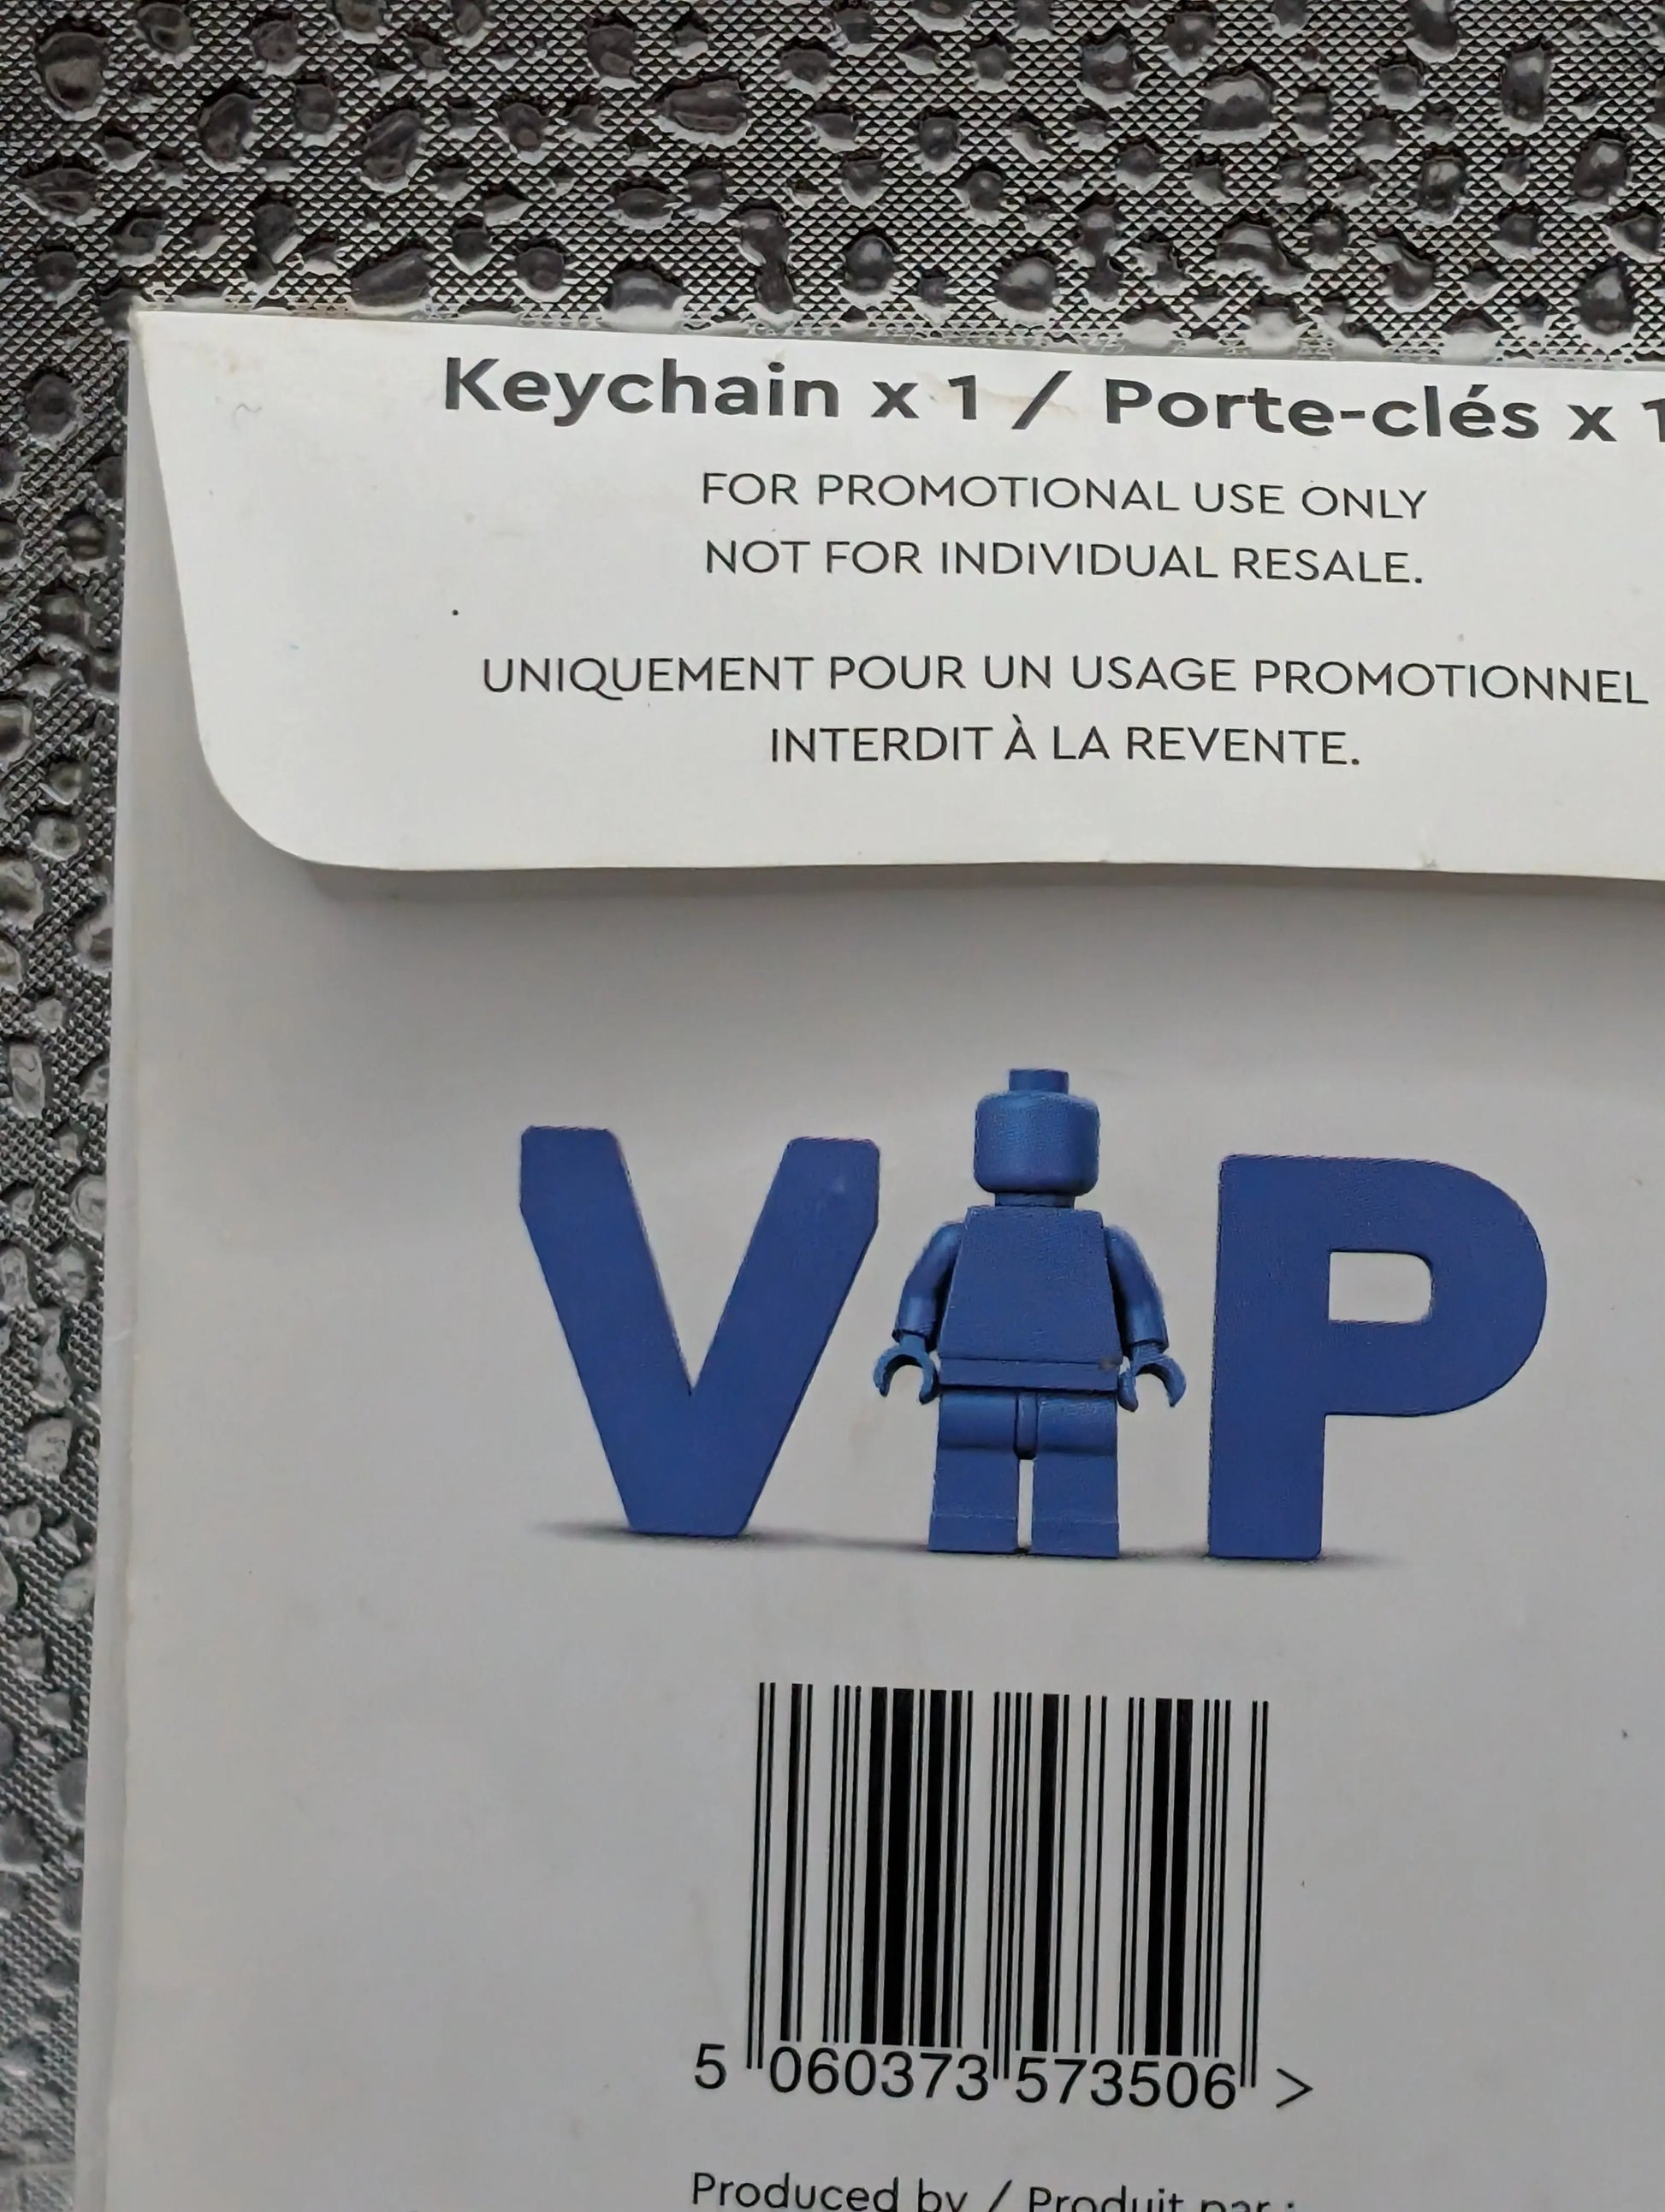 Keychain x 1 / Porte-clés x 1
FOR PROMOTIONAL USE ONLY
NOT FOR INDIVIDUAL RESALE.
UNIQUEMENT POUR UN USAGE PROMOTIONNEL
INTERDIT À LA REVENTE.
V P
5 060373 573506 >
Produced by / Produit par :